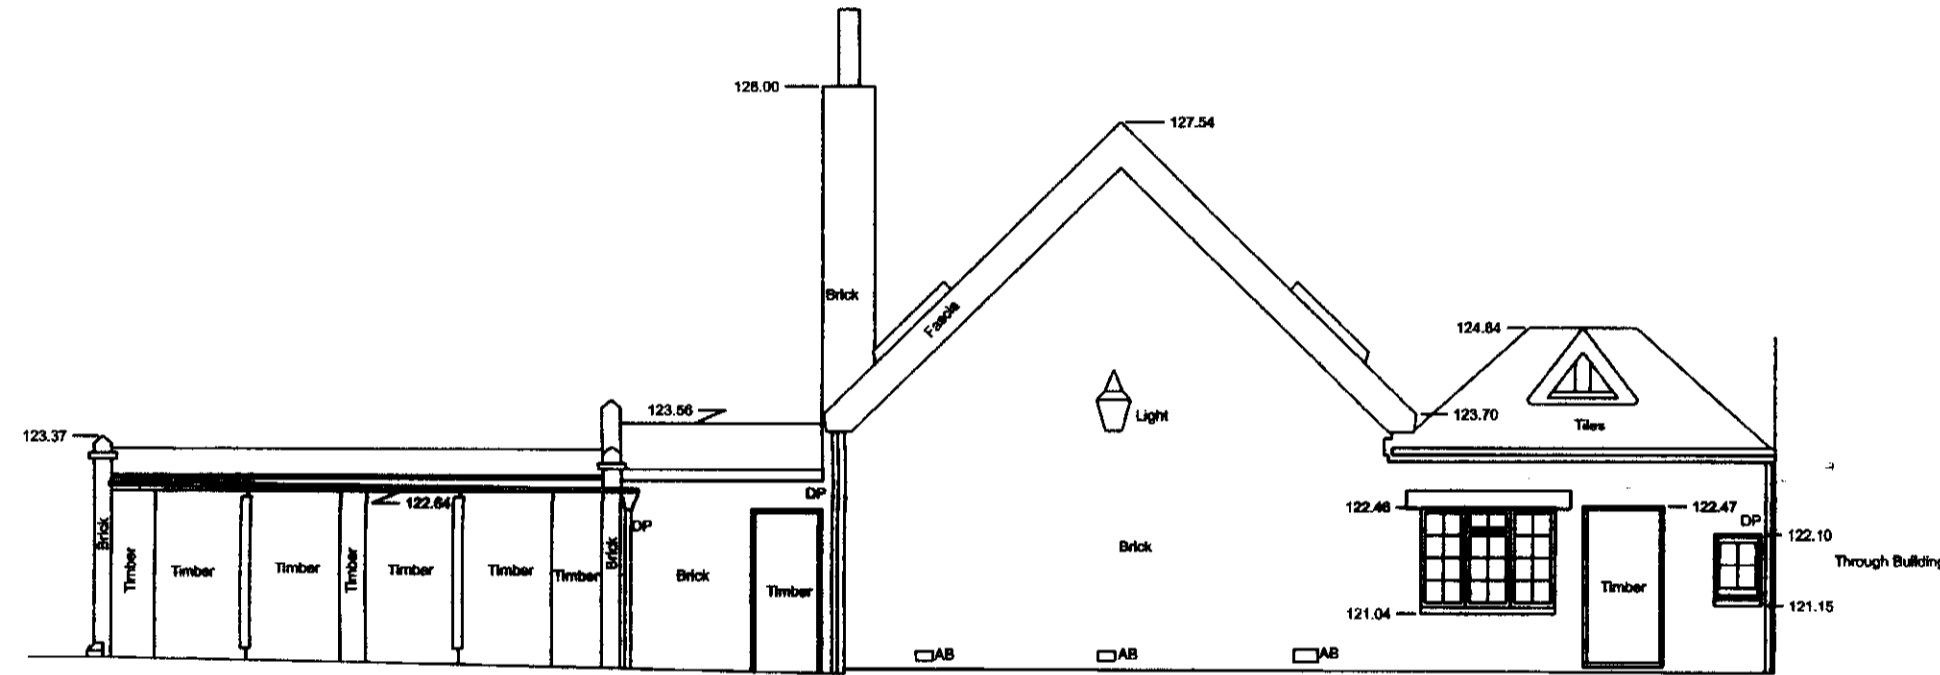 128.00
127.54
Brick
Fascia
124.84
123.56
123.70
Light
Tiles
123.37
DP
122.46
122.47
122.64
DP
DP
122.10
Brick
Brick
Brick
Through Building
Timber
Timber
Timber
Timber
Timber
Timber
Timber
Brick
Timber
Timber
121.15
121.04
AB
AB
AB